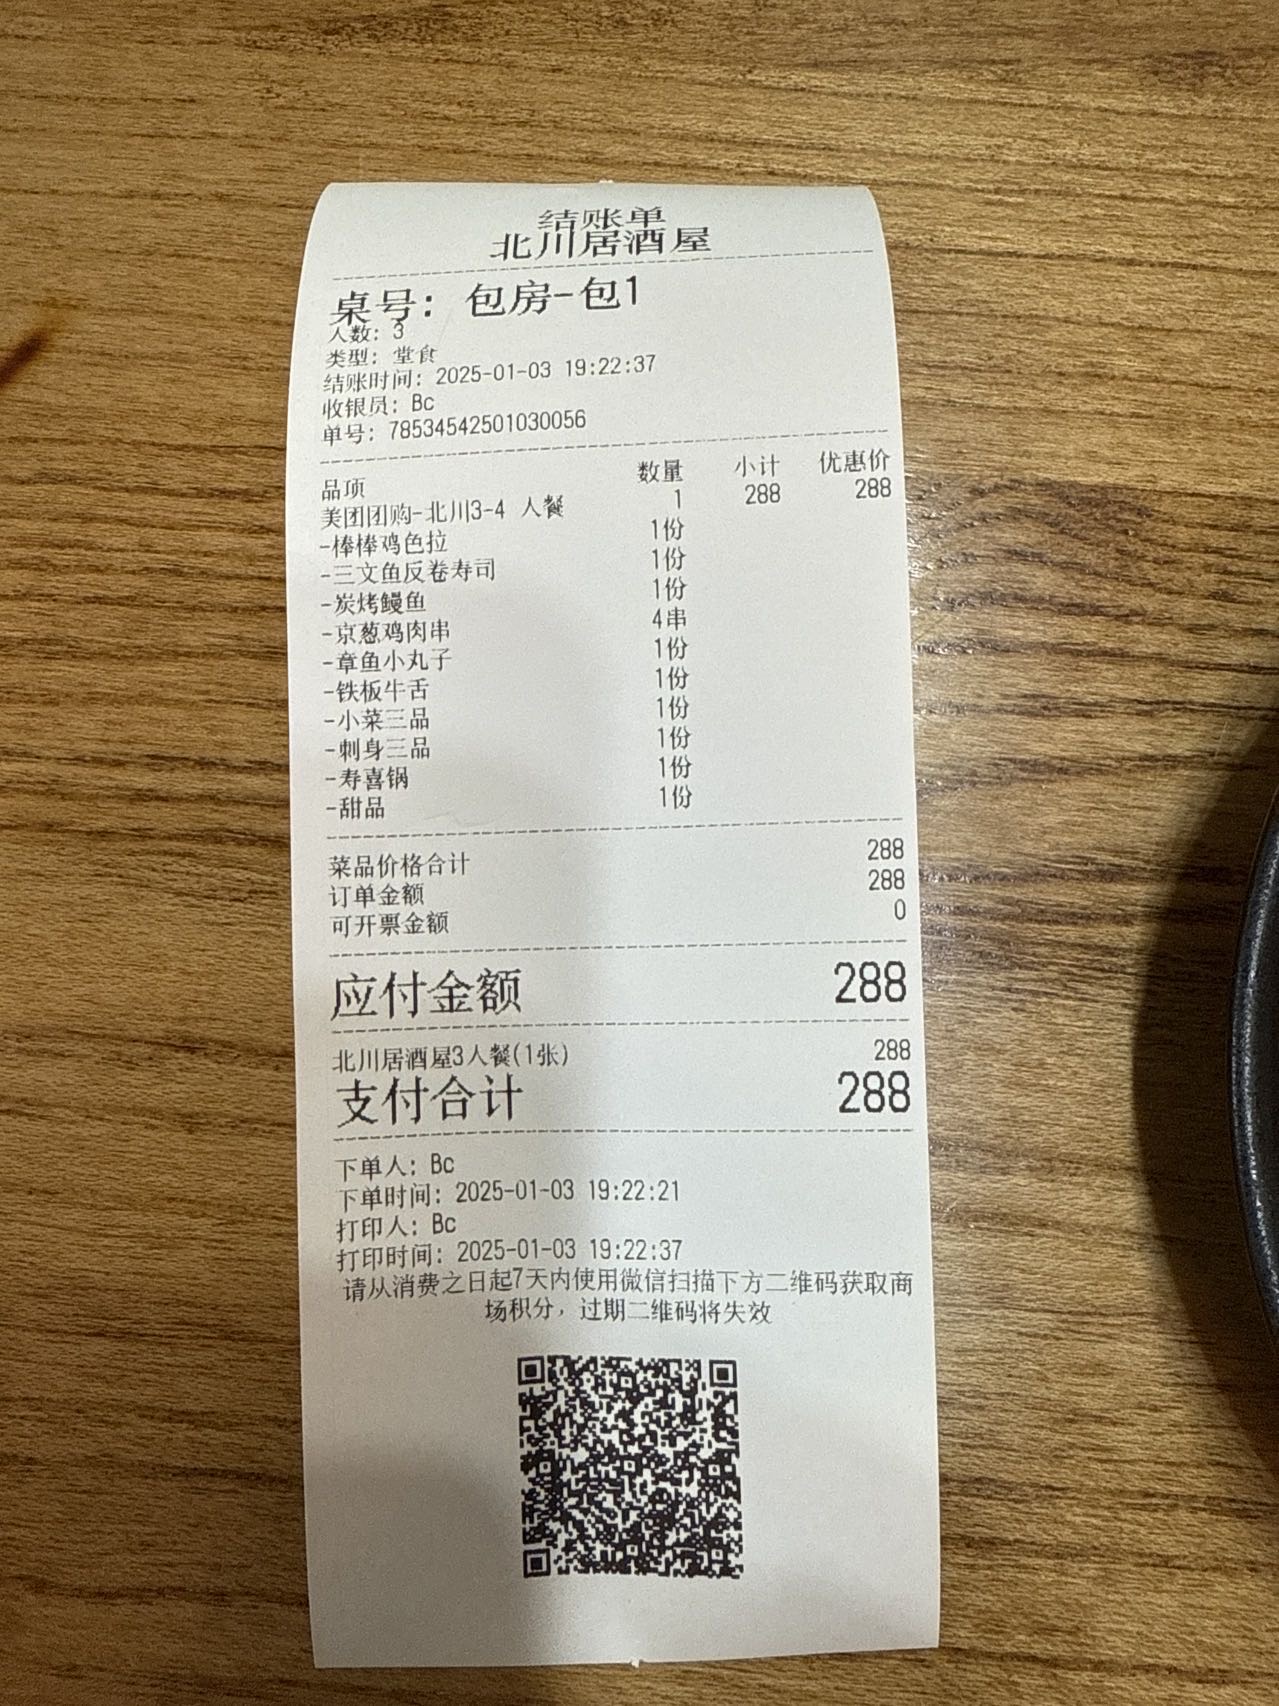 结账单
北川居酒屋
桌号：包房-包1
人数：3
类型：堂食
结账时间：2025-01-03 19:22:37
收银员：Bc
单号：78534542501030056
品项 数量 小计 优惠价
美团团购-北川3-4 人餐 1 288 288
-棒棒鸡色拉 1份
-三文鱼反卷寿司 1份
-炭烤鳗鱼 1份
-京葱鸡肉串 4串
-章鱼小丸子 1份
-铁板牛舌 1份
-小菜三品 1份
-刺身三品 1份
-寿喜锅 1份
-甜品 1份
菜品价格合计 288
订单金额 288
可开票金额 0
应付金额 288
北川居酒屋3人餐(1张) 288
支付合计 288
下单人：Bc
下单时间：2025-01-03 19:22:21
打印人：Bc
打印时间：2025-01-03 19:22:37
请从消费之日起7天内使用微信扫描下方二维码获取商
场积分，过期二维码将失效